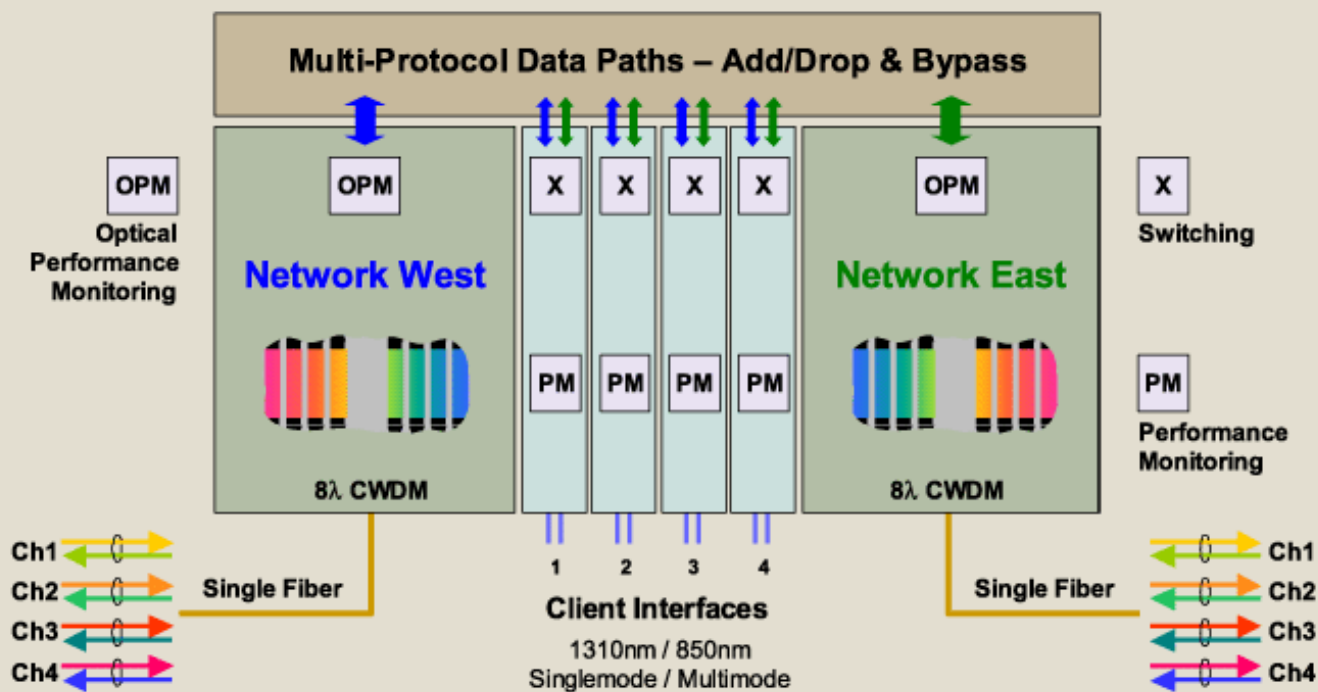 Multi-Protocol Data Paths – Add/Drop & Bypass
OPM
Optical
Performance
Monitoring
OPM
Network West
8λ CWDM
X
X
X
X
PM
PM
PM
PM
OPM
Network East
8λ CWDM
X
Switching
PM
Performance
Monitoring
Ch1
Ch2
Ch3
Ch4
Single Fiber
1
2
3
4
Client Interfaces
1310nm / 850nm
Singlemode / Multimode
Single Fiber
Ch1
Ch2
Ch3
Ch4